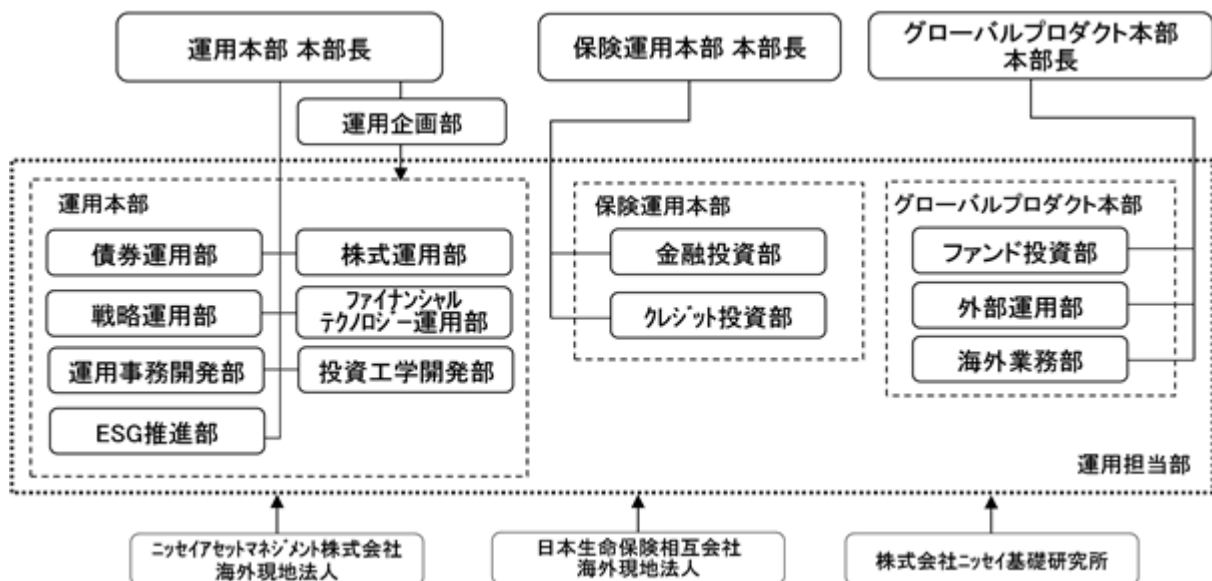 運用本部 本部長
保険運用本部 本部長
グローバルプロダクト本部
本部長
運用企画部
運用本部
債券運用部
株式運用部
戦略運用部
ファイナンシャル
テクノロジー運用部
運用事務開発部
投資工学開発部
ESG推進部
保険運用本部
金融投資部
クレジット投資部
グローバルプロダクト本部
ファンド投資部
外部運用部
海外業務部
運用担当部
ニッセイアセットマネジメント株式会社
海外現地法人
日本生命保険相互会社
海外現地法人
株式会社ニッセイ基礎研究所